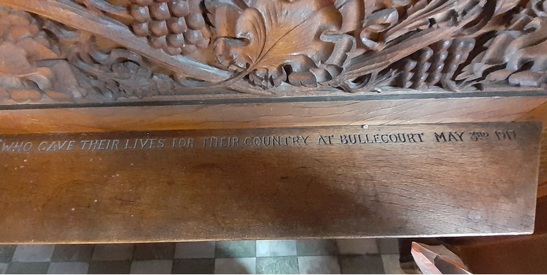 WHO GAVE THEIR LIVES FOR THEIR COUNTRY AT BULLECOURT MAY 3RD 1917